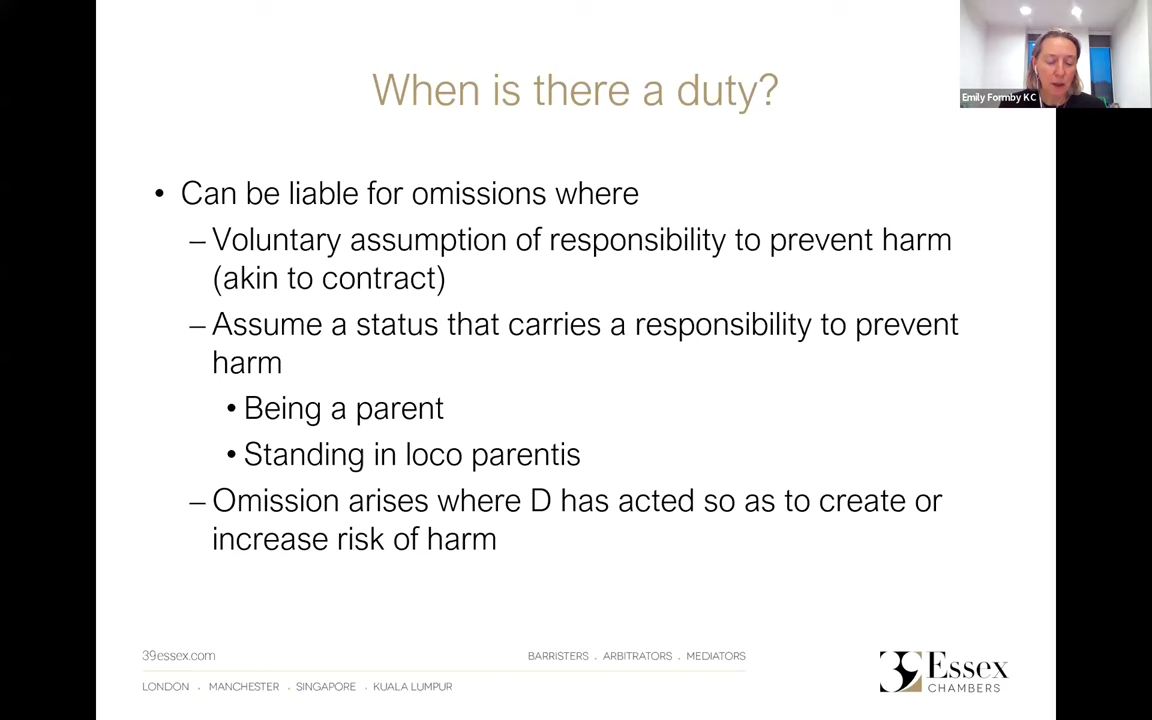 When is there a duty?
Emily Formby KC
• Can be liable for omissions where
– Voluntary assumption of responsibility to prevent harm
(akin to contract)
– Assume a status that carries a responsibility to prevent
harm
• Being a parent
• Standing in loco parentis
– Omission arises where D has acted so as to create or
increase risk of harm
39essex.com
BARRISTERS . ARBITRATORS . MEDIATORS
LONDON . MANCHESTER . SINGAPORE . KUALA LUMPUR
39 Essex
CHAMBERS